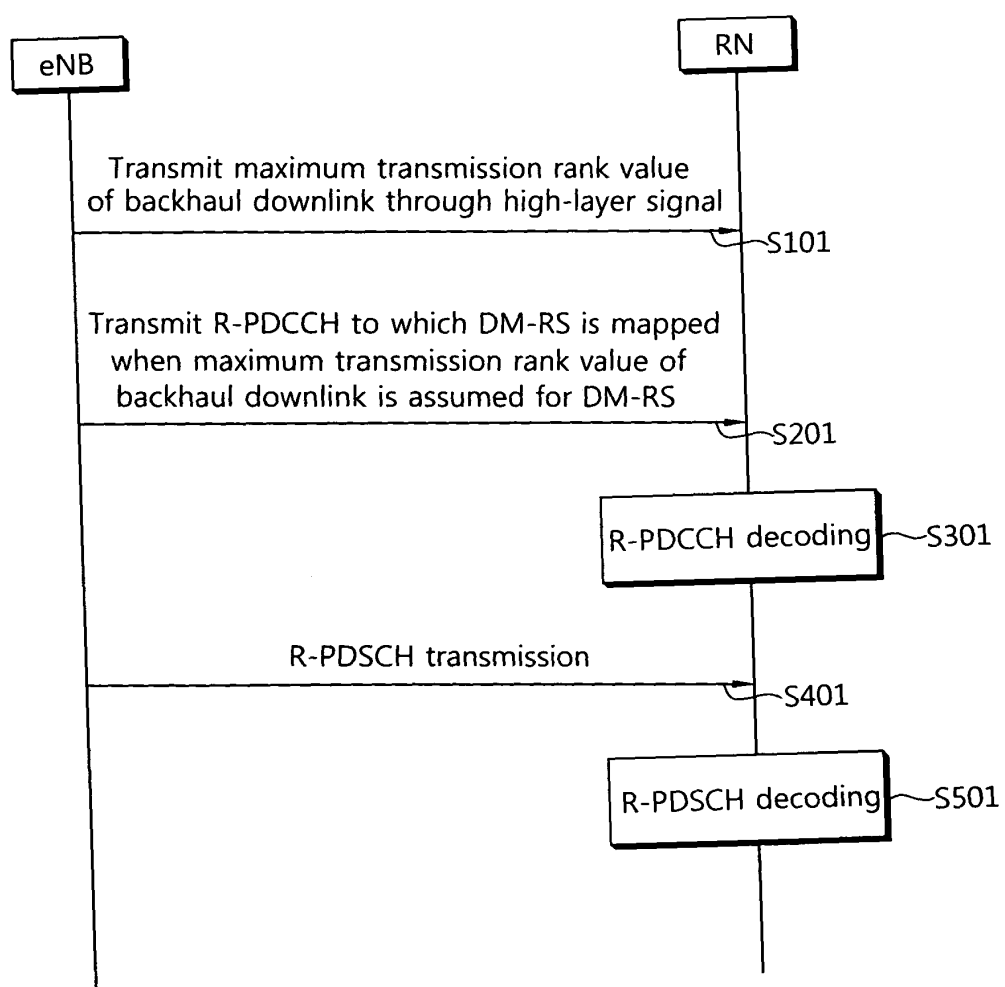 eNB
RN
Transmit maximum transmission rank value
of backhaul downlink through high-layer signal
S101
Transmit R-PDCCH to which DM-RS is mapped
when maximum transmission rank value of
backhaul downlink is assumed for DM-RS
S201
R-PDCCH decoding
S301
R-PDSCH transmission
S401
R-PDSCH decoding
S501